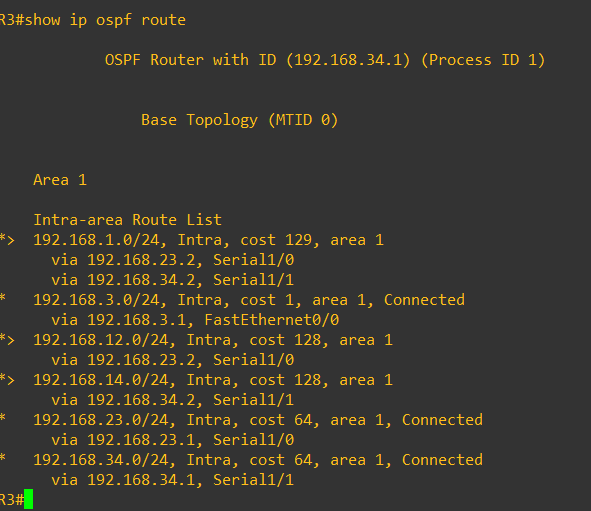 R3#show ip ospf route
OSPF Router with ID (192.168.34.1) (Process ID 1)
Base Topology (MTID 0)
Area 1
Intra-area Route List
*> 192.168.1.0/24, Intra, cost 129, area 1
via 192.168.23.2, Serial1/0
via 192.168.34.2, Serial1/1
* 192.168.3.0/24, Intra, cost 1, area 1, Connected
via 192.168.3.1, FastEthernet0/0
*> 192.168.12.0/24, Intra, cost 128, area 1
via 192.168.23.2, Serial1/0
*> 192.168.14.0/24, Intra, cost 128, area 1
via 192.168.34.2, Serial1/1
* 192.168.23.0/24, Intra, cost 64, area 1, Connected
via 192.168.23.1, Serial1/0
* 192.168.34.0/24, Intra, cost 64, area 1, Connected
via 192.168.34.1, Serial1/1
R3#